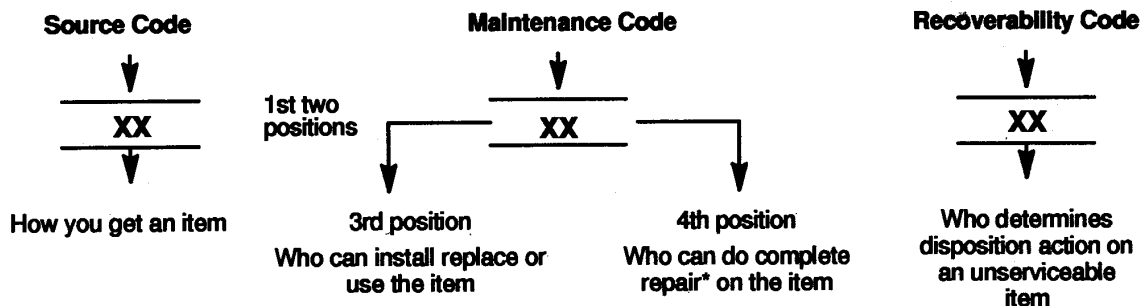 Source Code
Maintenance Code
Recoverability Code
XX
1st two
positions
XX
XX
How you get an item
3rd position
Who can install replace or
use the item
4th position
Who can do complete
repair* on the item
Who determines
disposition action on
an unserviceable
item